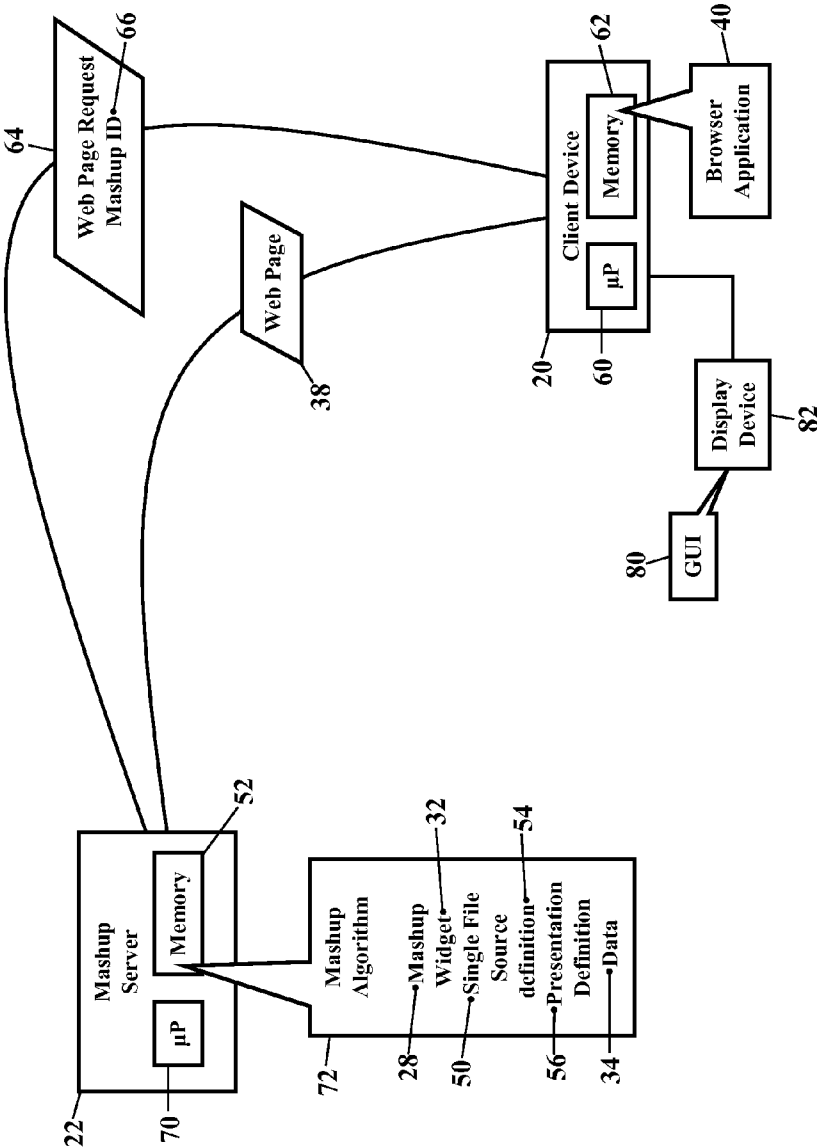 64
Web Page Request
Mashup ID
66
22
Mashup
Server
µP
Memory
70
52
Web Page
38
72
Mashup
Algorithm
28
Mashup
Widget
32
50
Single File
Source
definition
54
56
Presentation
Definition
34
Data
20
Client Device
µP
Memory
60
62
Browser
Application
40
80
GUI
Display
Device
82